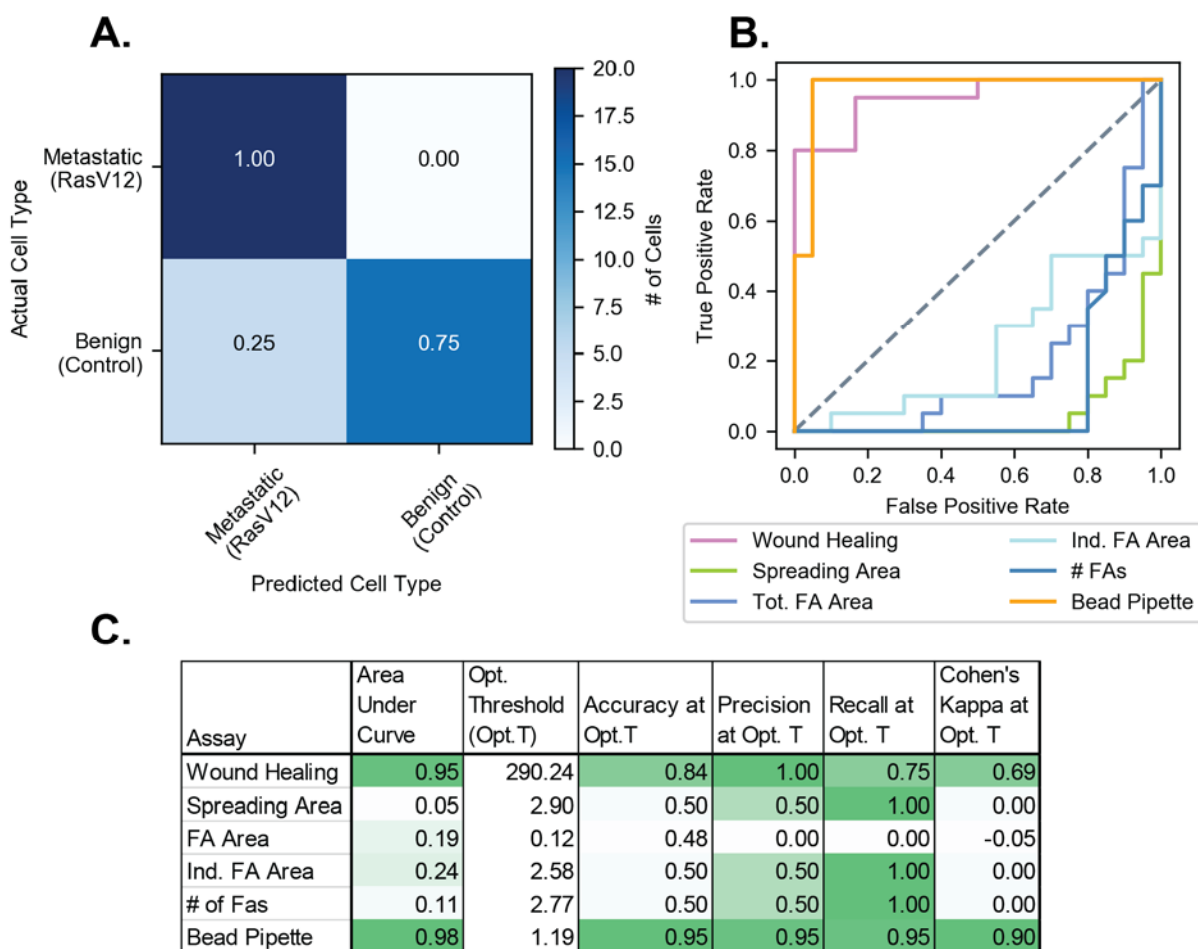 A.
Actual Cell Type
Metastatic
(RasV12)
Benign
(Control)
1.00 0.00
0.25 0.75
Metastatic
(RasV12)
Benign
(Control)
Predicted Cell Type
20.0
17.5
15.0
12.5
10.0
7.5
5.0
2.5
0.0
# of Cells
B.
True Positive Rate
1.0
0.8
0.6
0.4
0.2
0.0
0.0 0.2 0.4 0.6 0.8 1.0
False Positive Rate
Wound Healing Ind. FA Area
Spreading Area # FAs
Tot. FA Area Bead Pipette
C.
Assay
Area
Under
Curve
Opt.
Threshold
(Opt.T)
Accuracy at
Opt.T
Precision
at Opt. T
Recall at
Opt. T
Cohen's
Kappa at
Opt. T
Wound Healing 0.95 290.24 0.84 1.00 0.75 0.69
Spreading Area 0.05 2.90 0.50 0.50 1.00 0.00
FA Area 0.19 0.12 0.48 0.00 0.00 -0.05
Ind. FA Area 0.24 2.58 0.50 0.50 1.00 0.00
# of Fas 0.11 2.77 0.50 0.50 1.00 0.00
Bead Pipette 0.98 1.19 0.95 0.95 0.95 0.90